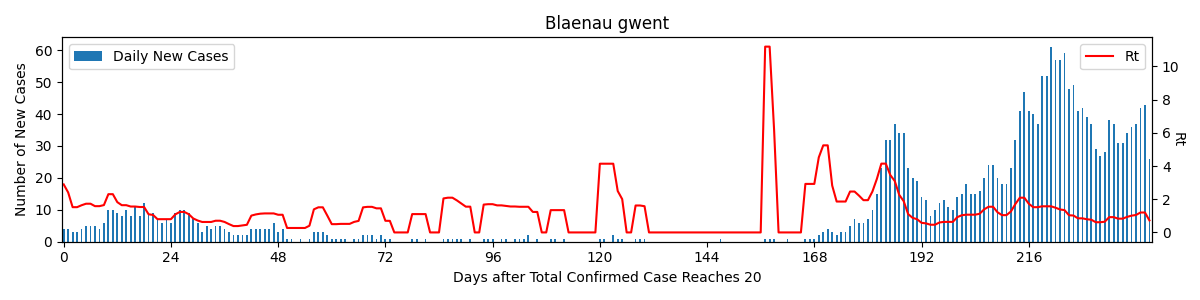 Blaenau gwent
Daily New Cases
Rt
Number of New Cases
60
50
40
30
20
10
0
10
8
6
4
2
0
Rt
0 24 48 72 96 120 144 168 192 216
Days after Total Confirmed Case Reaches 20